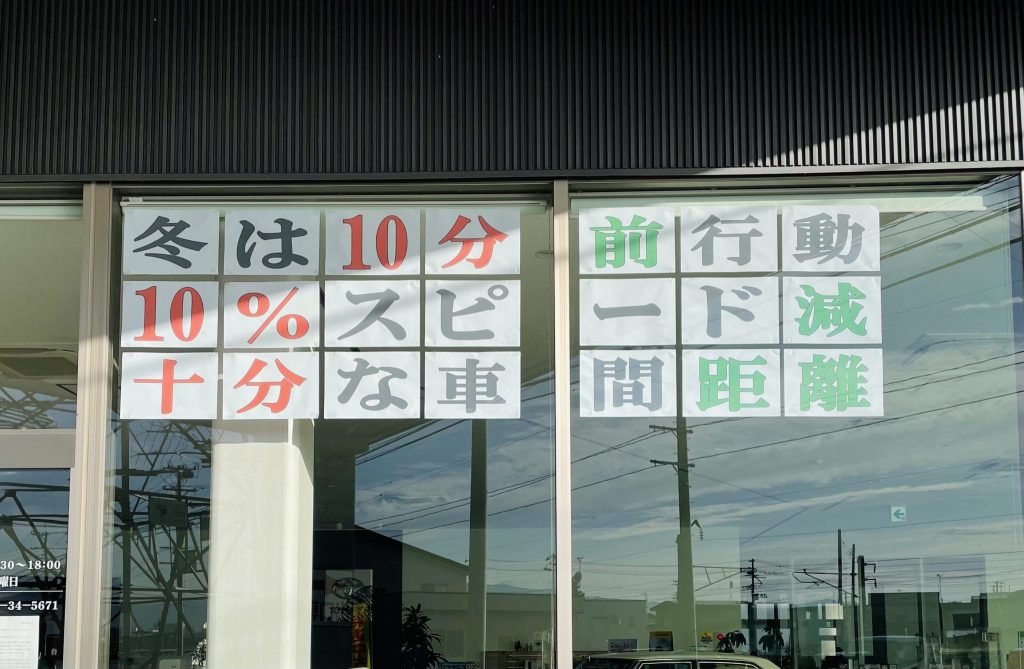 冬は10分前行動
10%スピード減
十分な車間距離
30〜18:00
曜日
-34-5671